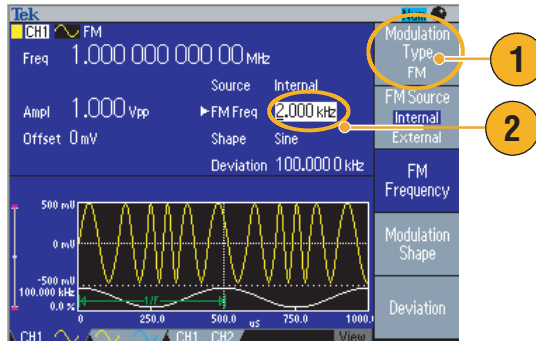 Tek
Num
CH1 FM
Freq 1.000 000 000 00 MHz
Source Internal
Ampl 1.000 Vpp
FM Freq 2.000 kHz
Offset 0 mV
Shape Sine
Deviation 100.000 0 kHz
500 mV
0 mV
-500 mV
100.000 kHz
0.0 %
1/F
0 250.0 500.0 us 750.0 1000.
CH1 CH1 CH2 View
Modulation
Type
FM
FM Source
Internal
External
FM
Frequency
Modulation
Shape
Deviation
1
2